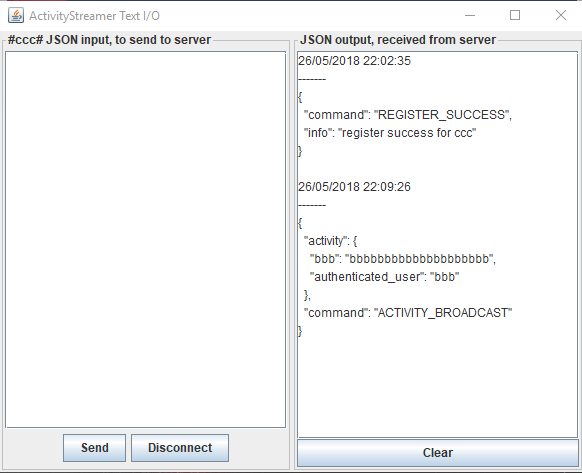 ActivityStreamer Text I/O
#ccc# JSON input, to send to server
Send
Disconnect
JSON output, received from server
26/05/2018 22:02:35
-------
{
"command": "REGISTER_SUCCESS",
"info": "register success for ccc"
}
26/05/2018 22:09:26
-------
{
"activity": {
"bbb": "bbbbbbbbbbbbbbbbbbbb",
"authenticated_user": "bbb"
},
"command": "ACTIVITY_BROADCAST"
}
Clear